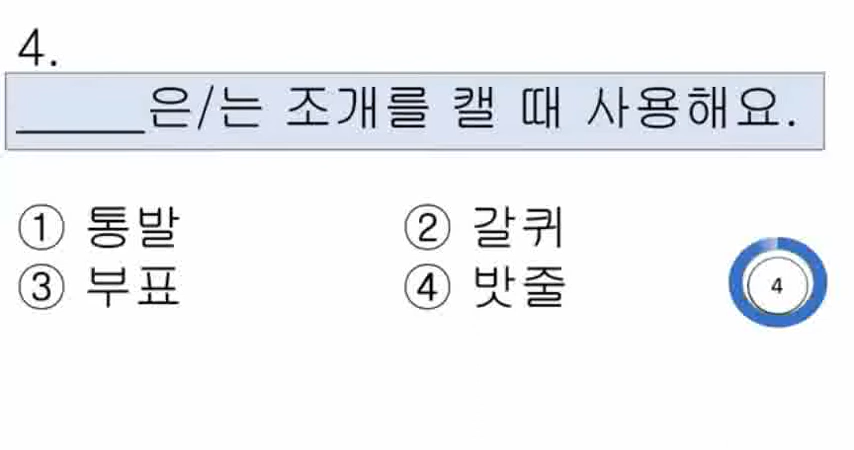 4.
______은/는 조개를 캘 때 사용해요.
① 통발 ② 갈퀴
③ 부표 ④ 밧줄
4